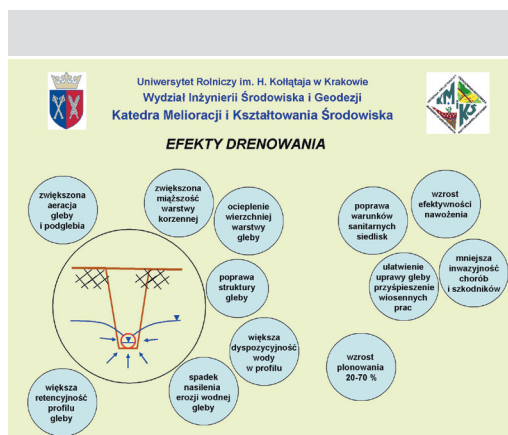 Uniwersytet Rolniczy im. H. Kołłątaja w Krakowie
Wydział Inżynierii Środowiska i Geodezji
Katedra Melioracji i Kształtowania Środowiska
EFEKTY DRENOWANIA
zwiększona
aeracja
gleby
i podglebia
zwiększona
miąższość
warstwy
korzennej
ocieplenie
wierzchniej
warstwy
gleby
poprawa
struktury
gleby
większa
dyspozycyjność
wody
w profilu
spadek
nasilenia
erozji wodnej
gleby
większa
retencyjność
profilu
gleby
poprawa
warunków
sanitarnych
siedlisk
wzrost
efektywności
nawożenia
ułatwienie
uprawy gleby
przyśpieszenie
wiosennych
prac
mniejsza
inwazyjność
chorób
i szkodników
wzrost
plonowania
20-70 %